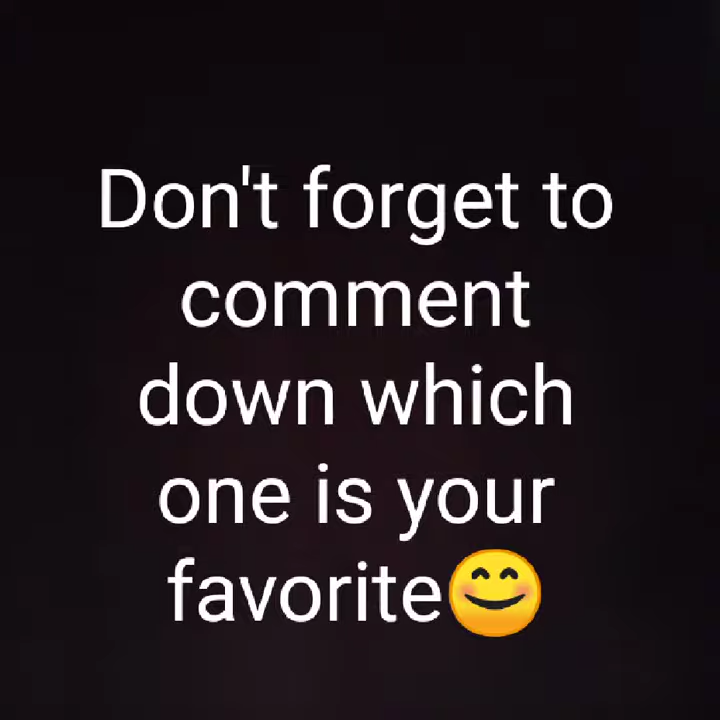 Don't forget to
comment
down which
one is your
favorite😊